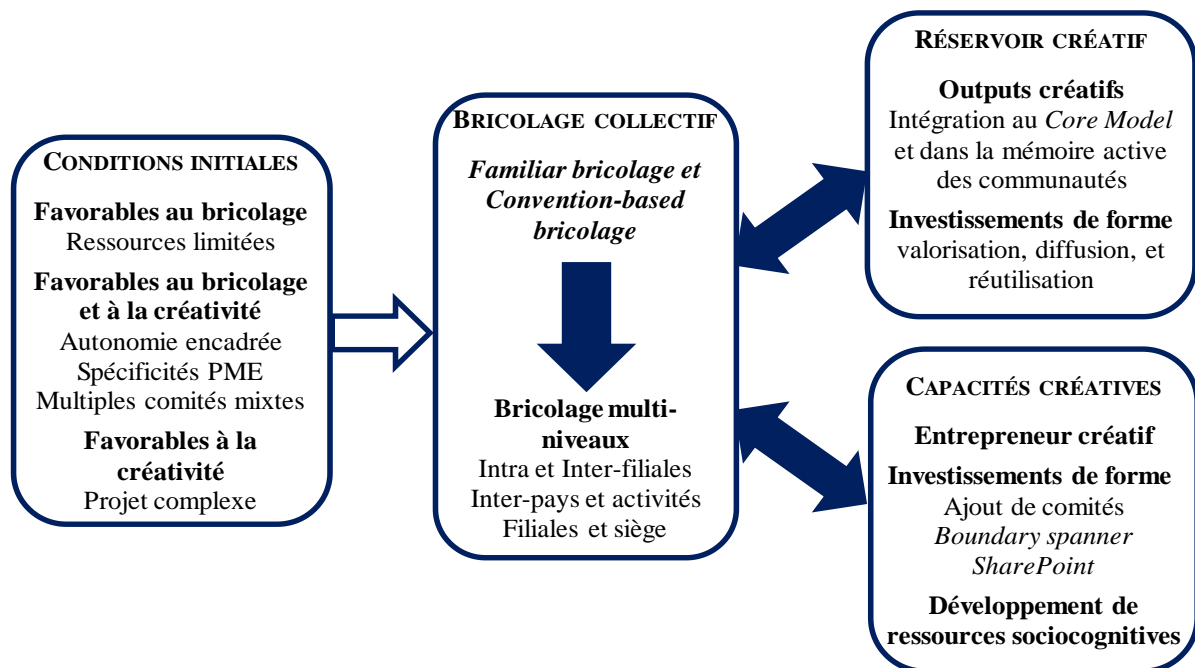 CONDITIONS INITIALES
Favorables au bricolage
Ressources limitées
Favorables au bricolage
et à la créativité
Autonomie encadrée
Spécificités PME
Multiples comités mixtes
Favorables à la
créativité
Projet complexe
BRICOLAGE COLLECTIF
Familiar bricolage et
Convention-based
bricolage
Bricolage multi-
niveaux
Intra et Inter-filiales
Inter-pays et activités
Filiales et siège
RÉSERVOIR CRÉATIF
Outputs créatifs
Intégration au Core Model
et dans la mémoire active
des communautés
Investissements de forme
valorisation, diffusion, et
réutilisation
CAPACITÉS CRÉATIVES
Entrepreneur créatif
Investissements de forme
Ajout de comités
Boundary spanner
SharePoint
Développement de
ressources sociocognitives